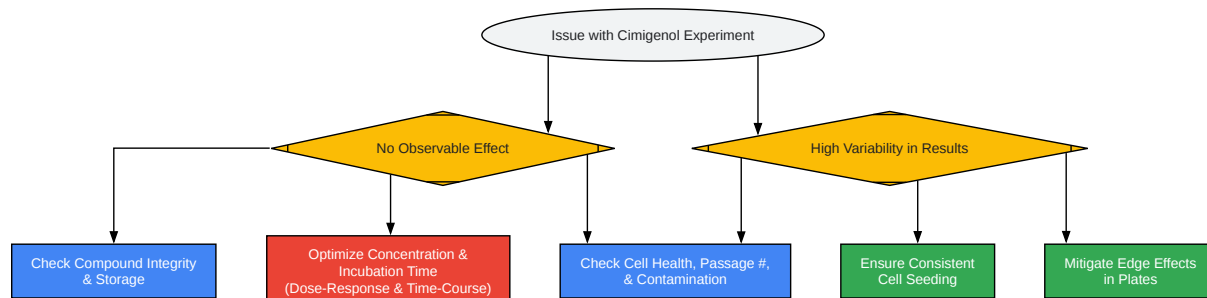 Issue with Cimigenol Experiment
No Observable Effect
High Variability in Results
Check Compound Integrity
& Storage
Optimize Concentration &
Incubation Time
(Dose-Response & Time-Course)
Check Cell Health, Passage #,
& Contamination
Ensure Consistent
Cell Seeding
Mitigate Edge Effects
in Plates